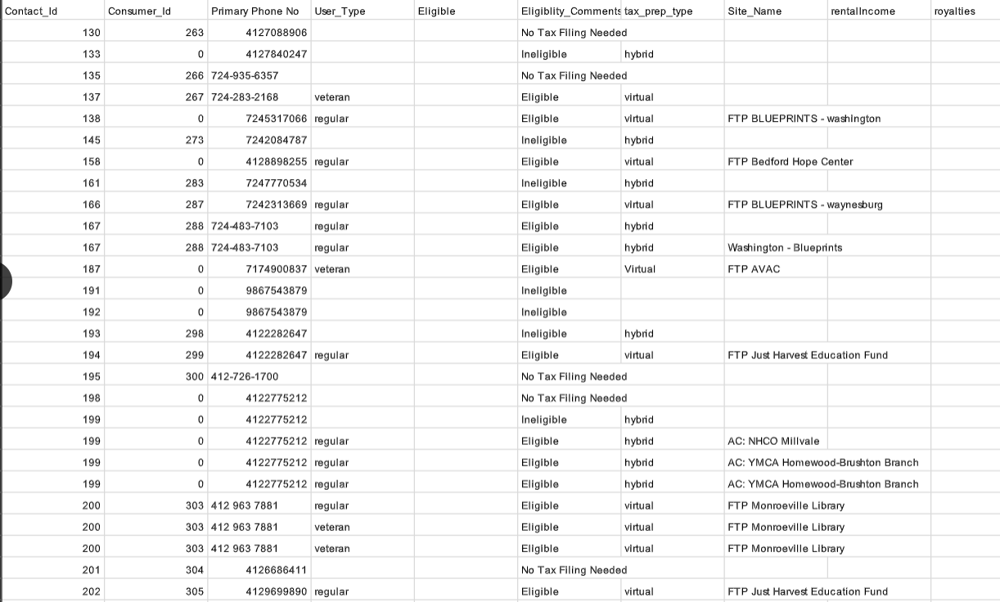 Contact_Id Consumer_Id Primary Phone No User_Type Eligible Eligiblity_Comments tax_prep_type Site_Name rentalIncome royalties
130 263 4127088906 No Tax Filing Needed
133 0 4127840247 Ineligible hybrid
135 266 724-935-6357 No Tax Filing Needed
137 267 724-283-2168 veteran Eligible virtual
138 0 7245317066 regular Eligible virtual FTP BLUEPRINTS - washington
145 273 7242084787 Ineligible hybrid
158 0 4128898255 regular Eligible virtual FTP Bedford Hope Center
161 283 7247770534 Ineligible hybrid
166 287 7242313669 regular Eligible virtual FTP BLUEPRINTS - waynesburg
167 288 724-483-7103 regular Eligible hybrid
167 288 724-483-7103 regular Eligible hybrid Washington - Blueprints
187 0 7174900837 veteran Eligible Virtual FTP AVAC
191 0 9867543879 Ineligible
192 0 9867543879 Ineligible
193 298 4122282647 Ineligible hybrid
194 299 4122282647 regular Eligible virtual FTP Just Harvest Education Fund
195 300 412-726-1700 No Tax Filing Needed
198 0 4122775212 No Tax Filing Needed
199 0 4122775212 Ineligible hybrid
199 0 4122775212 regular Eligible hybrid AC: NHCO Millvale
199 0 4122775212 regular Eligible hybrid AC: YMCA Homewood-Brushton Branch
199 0 4122775212 regular Eligible hybrid AC: YMCA Homewood-Brushton Branch
200 303 412 963 7881 regular Eligible virtual FTP Monroeville Library
200 303 412 963 7881 veteran Eligible virtual FTP Monroeville Library
200 303 412 963 7881 veteran Eligible virtual FTP Monroeville Library
201 304 4126686411 No Tax Filing Needed
202 305 4129699890 regular Eligible virtual FTP Just Harvest Education Fund